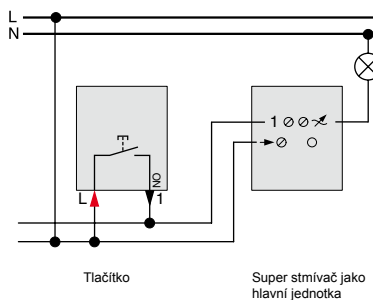 L
N
E
1
ON
L
1
Tlačítko
Super stmívač jako
hlavní jednotka